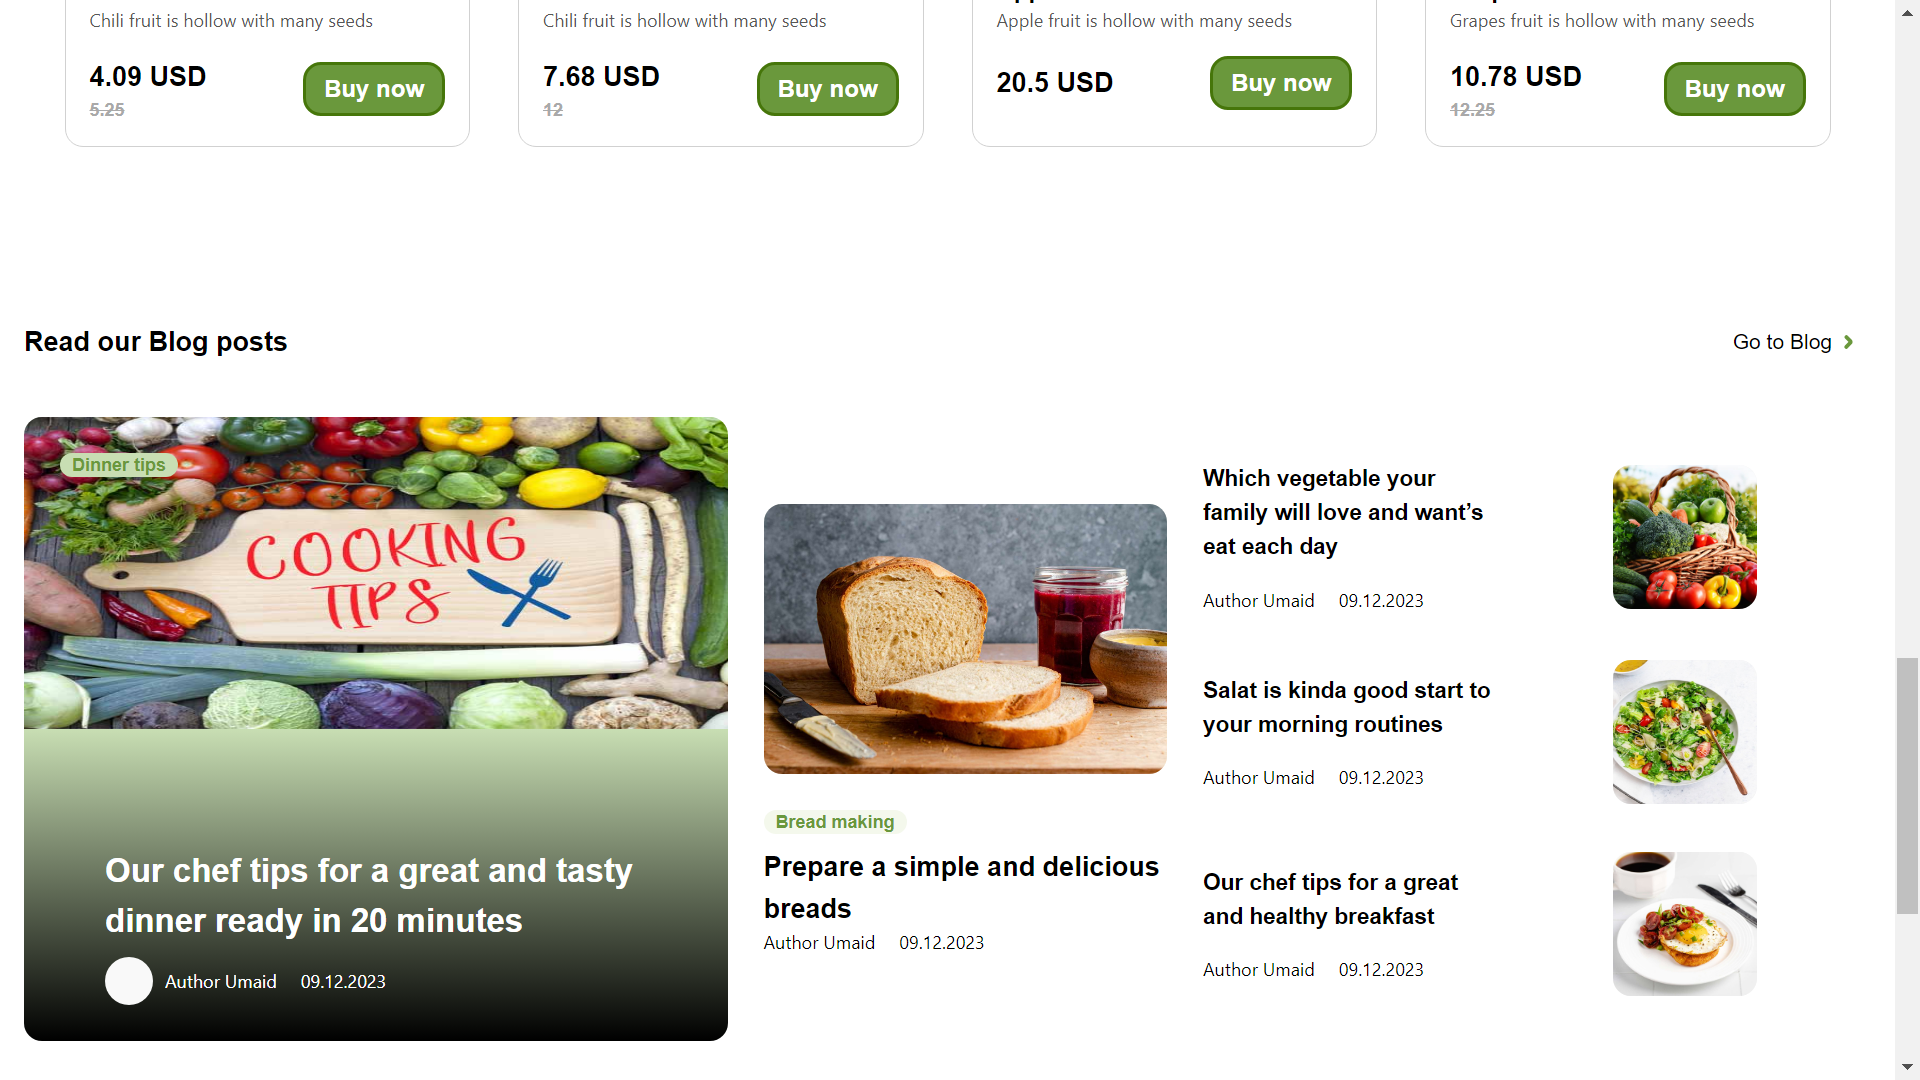 Chili fruit is hollow with many seeds
4.09 USD
5.25
Buy now
Chili fruit is hollow with many seeds
7.68 USD
12
Buy now
Apple fruit is hollow with many seeds
20.5 USD
Buy now
Grapes fruit is hollow with many seeds
10.78 USD
12.25
Buy now
Read our Blog posts
Go to Blog
Dinner tips
COOKING
TIPS
Our chef tips for a great and tasty
dinner ready in 20 minutes
Author Umaid 09.12.2023
Bread making
Prepare a simple and delicious
breads
Author Umaid 09.12.2023
Which vegetable your
family will love and want’s
eat each day
Author Umaid 09.12.2023
Salat is kinda good start to
your morning routines
Author Umaid 09.12.2023
Our chef tips for a great
and healthy breakfast
Author Umaid 09.12.2023